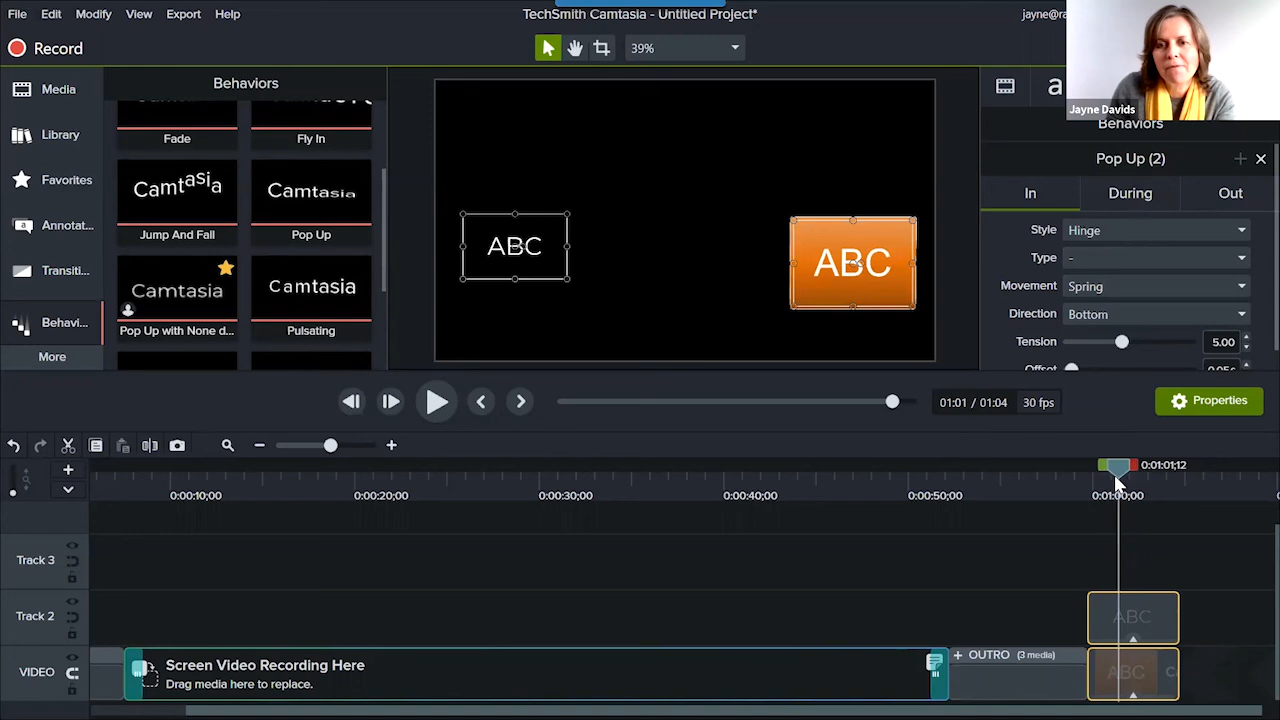 File Edit Modify View Export Help
TechSmith Camtasia - Untitled Project*
Record
39%
Jayne Davids
Media
Library
Favorites
Annotat...
Transiti...
Behavi...
More
Behaviors
Fade
Fly In
Camtasia
Jump And Fall
Camtasia
Pop Up
Camtasia
Pop Up with None d...
Camtasia
Pulsating
ABC
ABC
a
Behaviors
Pop Up (2)
In During Out
Style Hinge
Type -
Movement Spring
Direction Bottom
Tension 5.00
Offset
01:01 / 01:04 30 fps
Properties
0:01:01;12
0:00:10;00 0:00:20;00 0:00:30;00 0:00:40;00 0:00:50;00 0:01:00;00
Track 3
Track 2
ABC
VIDEO
Screen Video Recording Here
Drag media here to replace.
+ OUTRO (3 media)
ABC